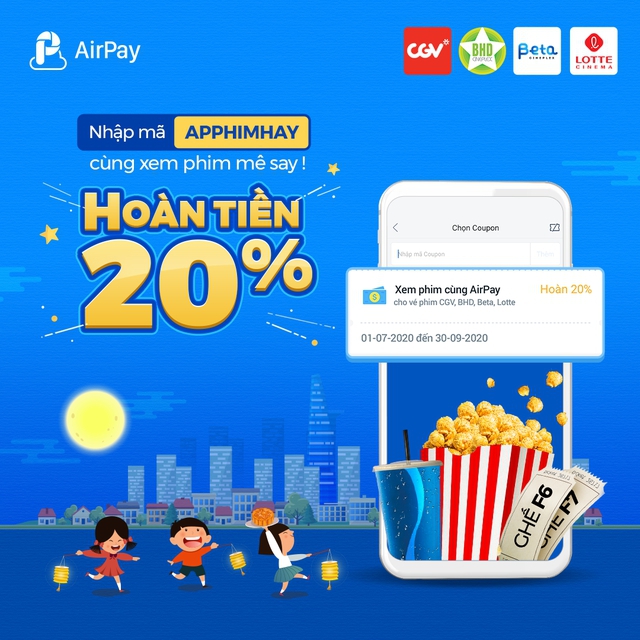 AirPay
CGV*
BHD
CINEPLEX
Beta
CINEPLEX
LOTTE
CINEMA
Nhập mã APPHIMHAY
cùng xem phim mê say !
HOÀN TIỀN
20%
Chọn Coupon
Nhập mã Coupon
Xem phim cùng AirPay
Hoàn 20%
cho vé phim CGV, BHD, Beta, Lotte
01-07-2020 đến 30-09-2020
GHẾ F6
GHẾ F7